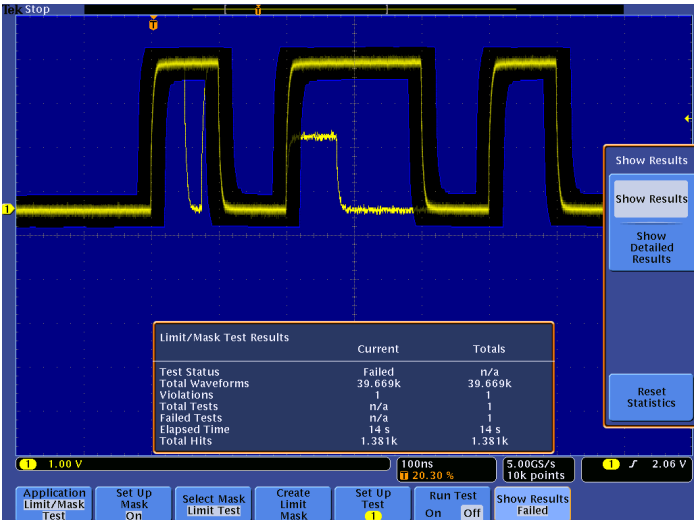 Tek Stop
T
T
1
Show Results
Show Results
Show
Detailed
Results
Reset
Statistics
Limit/Mask Test Results
Current Totals
Test Status Failed n/a
Total Waveforms 39.669k 39.669k
Violations 1 1
Total Tests n/a 1
Failed Tests n/a 1
Elapsed Time 14 s 14 s
Total Hits 1.381k 1.381k
1 1.00 V
100ns
T 20.30 %
5.00GS/s
10k points
1 2.06 V
Application
Limit/Mask
Test
Set Up
Mask
On
Select Mask
Limit Test
Create
Limit
Mask
Set Up
Test
1
Run Test
On Off
Show Results
Failed